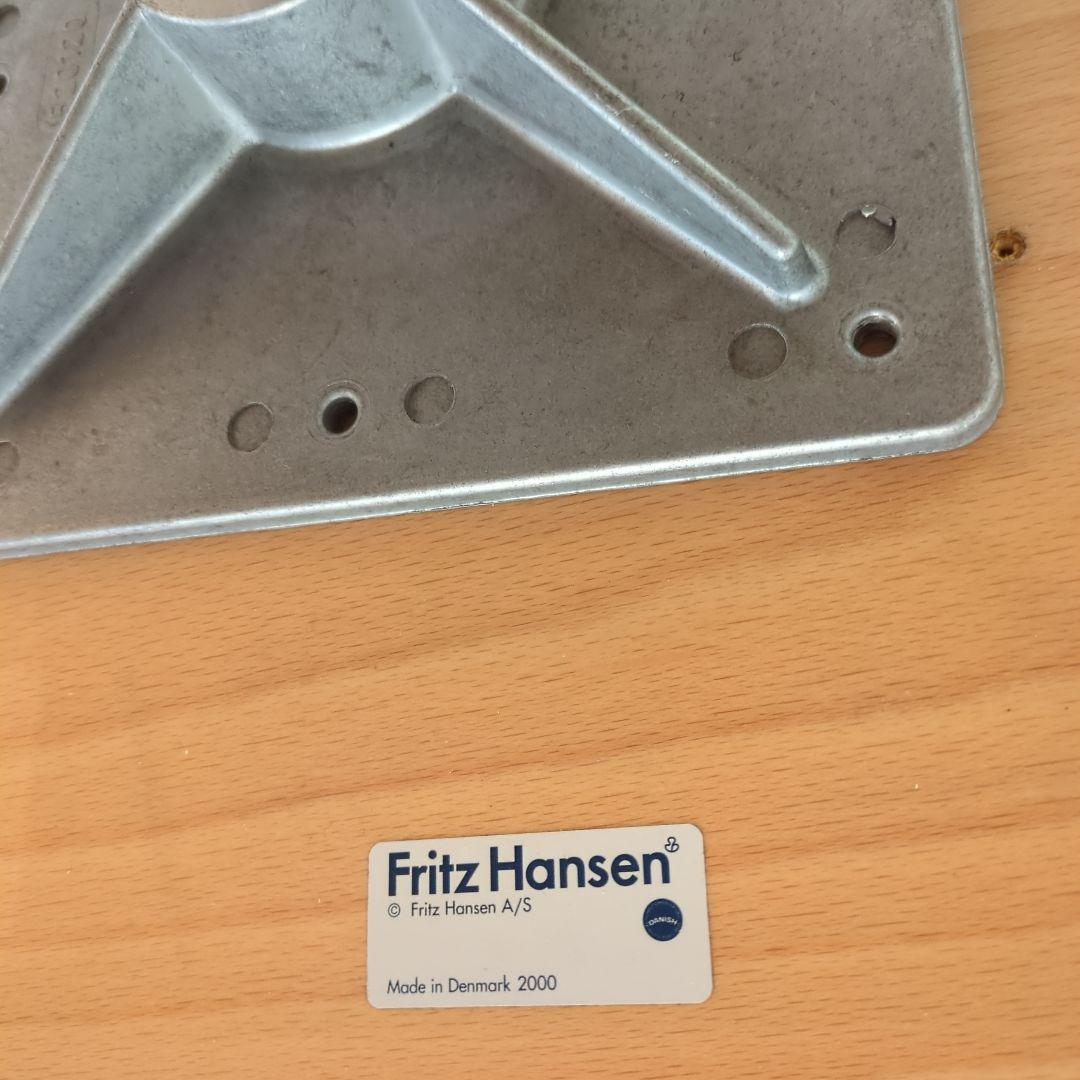 Fritz Hansen
© Fritz Hansen A/S
DANISH
Made in Denmark 2000